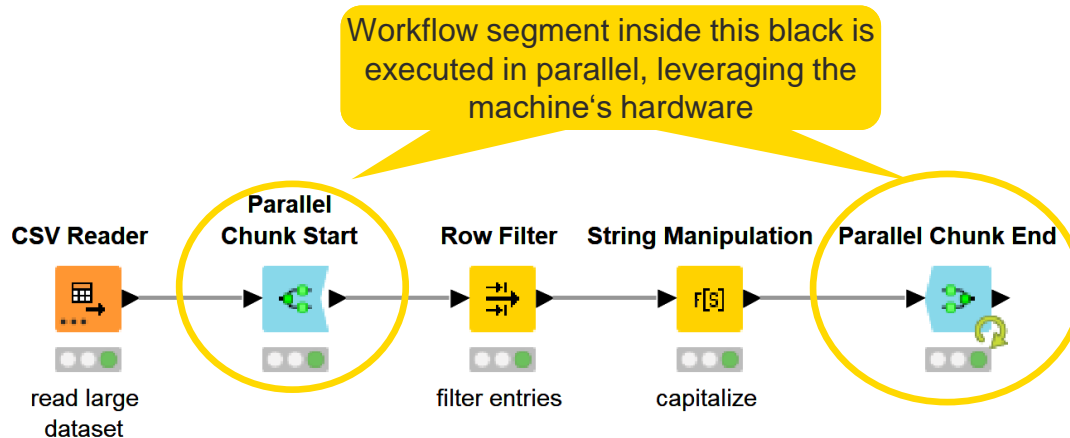 Workflow segment inside this black is
executed in parallel, leveraging the
machine‘s hardware
Parallel
Chunk Start
CSV Reader
Row Filter
String Manipulation
Parallel Chunk End
F[S]
read large
dataset
filter entries
capitalize